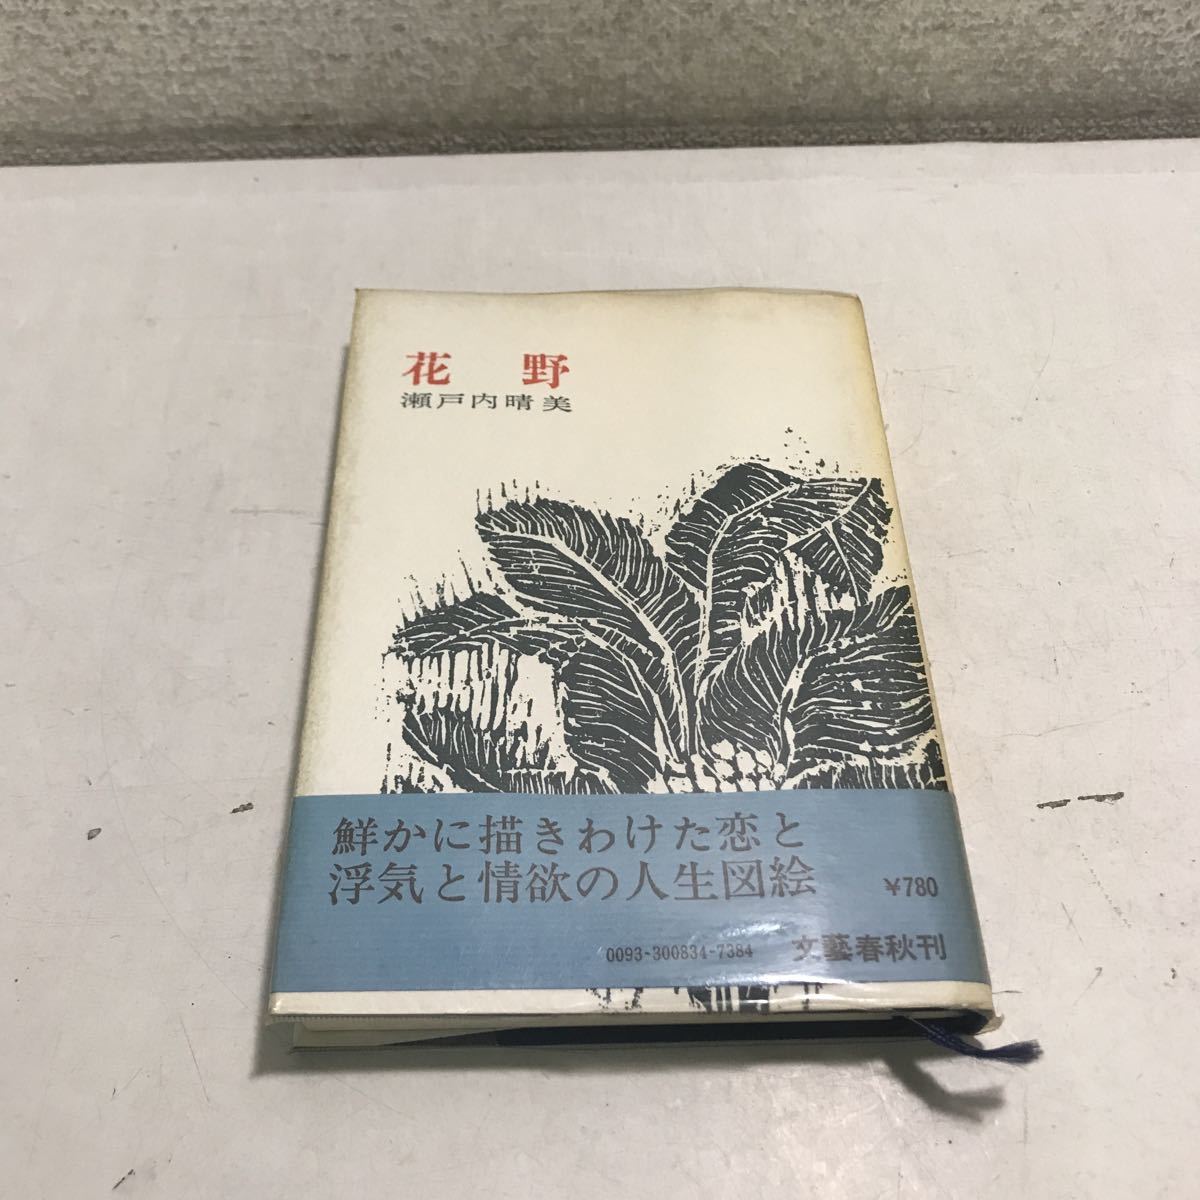 花 野
瀬戸内晴美
鮮かに描きわけた恋と
浮気と情欲の人生図絵
¥780
0093-300834-7384
文藝春秋刊